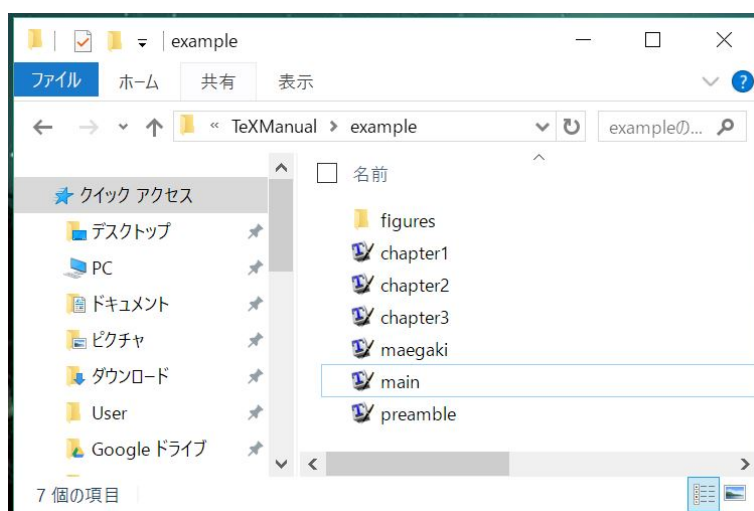 example
ファイル ホーム 共有 表示
« TeXManual > example exampleの...
クイック アクセス
デスクトップ
PC
ドキュメント
ピクチャ
ダウンロード
User
Google ドライブ
名前
figures
chapter1
chapter2
chapter3
maegaki
main
preamble
7 個の項目